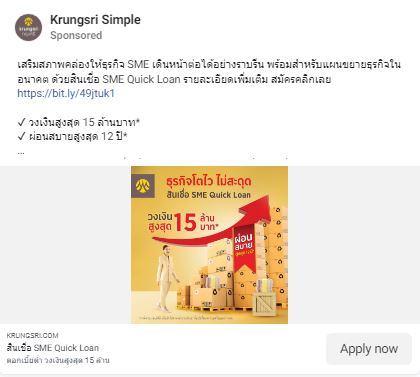 Krungsri Simple
Sponsored
เสริมสภาพคล่องให้ธุรกิจ SME เดินหน้าต่อได้อย่างราบรื่น พร้อมสำหรับแผนขยายธุรกิจใน
อนาคต ด้วยสินเชื่อ SME Quick Loan รายละเอียดเพิ่มเติม สมัครคลิกเลย
https://bit.ly/49jtuk1
✓ วงเงินสูงสุด 15 ล้านบาท*
✓ ผ่อนสบายสูงสุด 12 ปี*
...
ธุรกิจโตไว ไม่สะดุด
สินเชื่อ SME Quick Loan
วงเงิน
สูงสุด 15 ล้าน
บาท*
ผ่อน
สบาย
KRUNGSRI.COM
สินเชื่อ SME Quick Loan
ดอกเบี้ยต่ำ วงเงินสูงสุด 15 ล้าน
Apply now